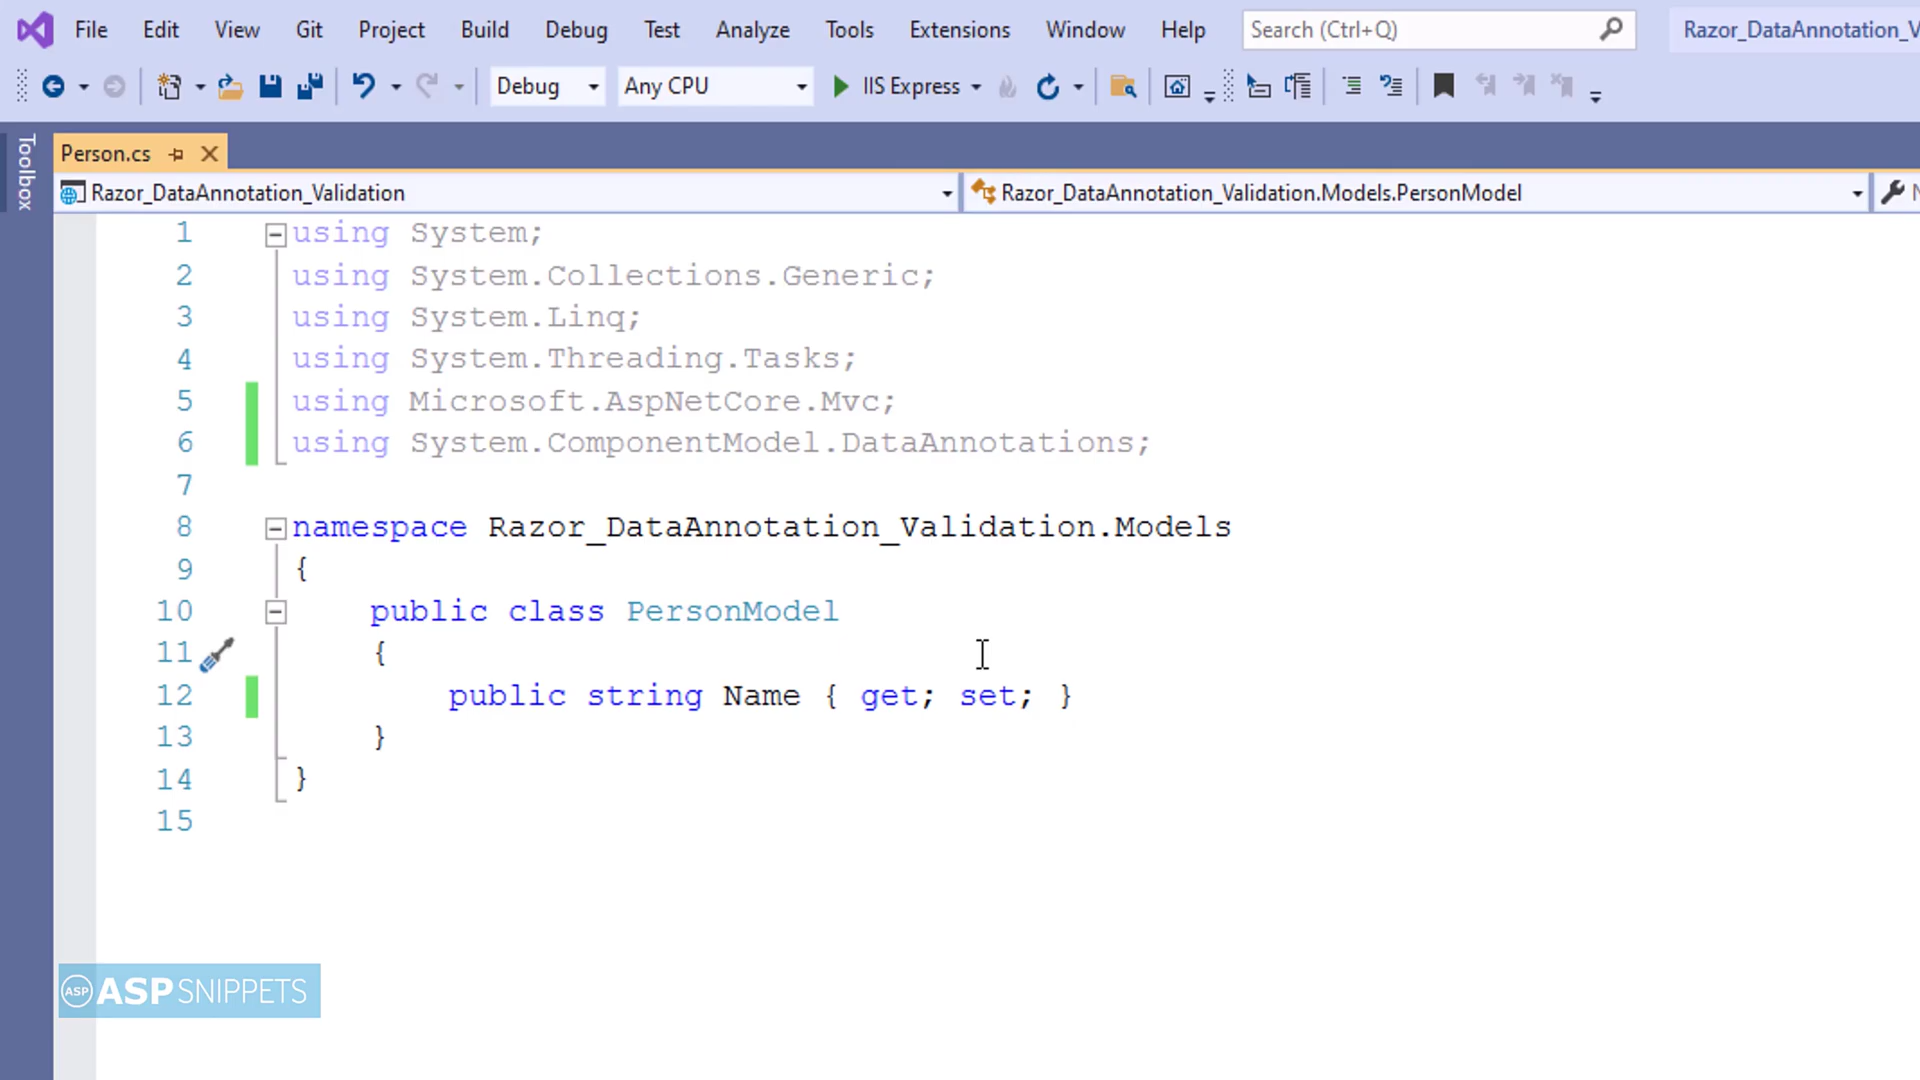 File Edit View Git Project Build Debug Test Analyze Tools Extensions Window Help Search (Ctrl+Q) Razor_DataAnnotation_V
Debug Any CPU IIS Express
Toolbox
Person.cs
Razor_DataAnnotation_Validation Razor_DataAnnotation_Validation.Models.PersonModel
1 using System;
2 using System.Collections.Generic;
3 using System.Linq;
4 using System.Threading.Tasks;
5 using Microsoft.AspNetCore.Mvc;
6 using System.ComponentModel.DataAnnotations;
7
8 namespace Razor_DataAnnotation_Validation.Models
9 {
10 public class PersonModel
11 {
12 public string Name { get; set; }
13 }
14 }
15
ASP ASPSNIPPETS